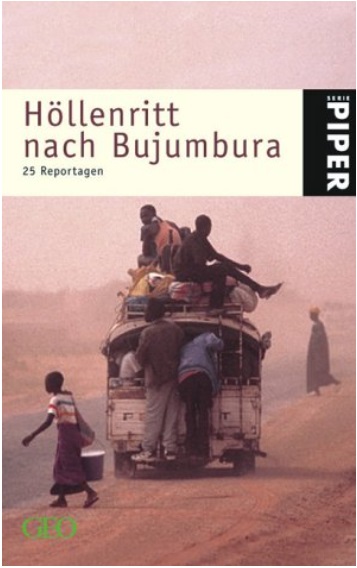 Höllenritt
nach Bujumbura
25 Reportagen
SERIE
PIPER
GEO